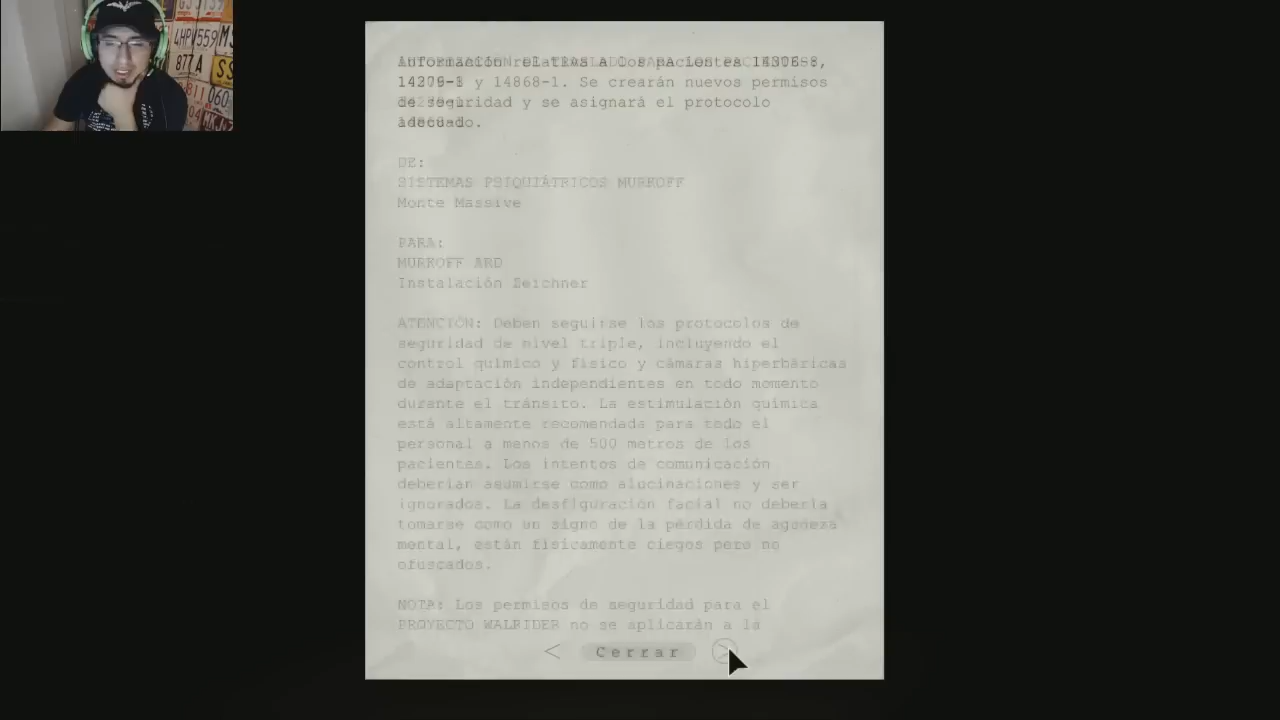 relativa a los pacientes
y 14868-1. Se crearán nuevos permisos
de seguridad y se asignará el protocolo
adecuado.
DE:
SISTEMAS PSIQUIÁTRICOS MURKOFF
Monte Massive
PARA:
MURKOFF ARD
Instalación Zeichner
ATENCIÓN: Deben seguirse los protocolos de
seguridad de nivel triple, incluyendo el
control químico y físico y cámaras hiperbáricas
de adaptación independientes en todo momento
durante el tránsito. La estimulación química
está altamente recomendada para todo el
personal a menos de 500 metros de los
pacientes. Los intentos de comunicación
deberían asumirse como alucinaciones y ser
ignorados. La desfiguración facial no debería
tomarse como un signo de la pérdida de agudeza
mental, están físicamente ciegos pero no
ofuscados.
NOTA: Los permisos de seguridad para el
PROYECTO WALRIDER no se aplicarán a la
< Cerrar >
877A
060